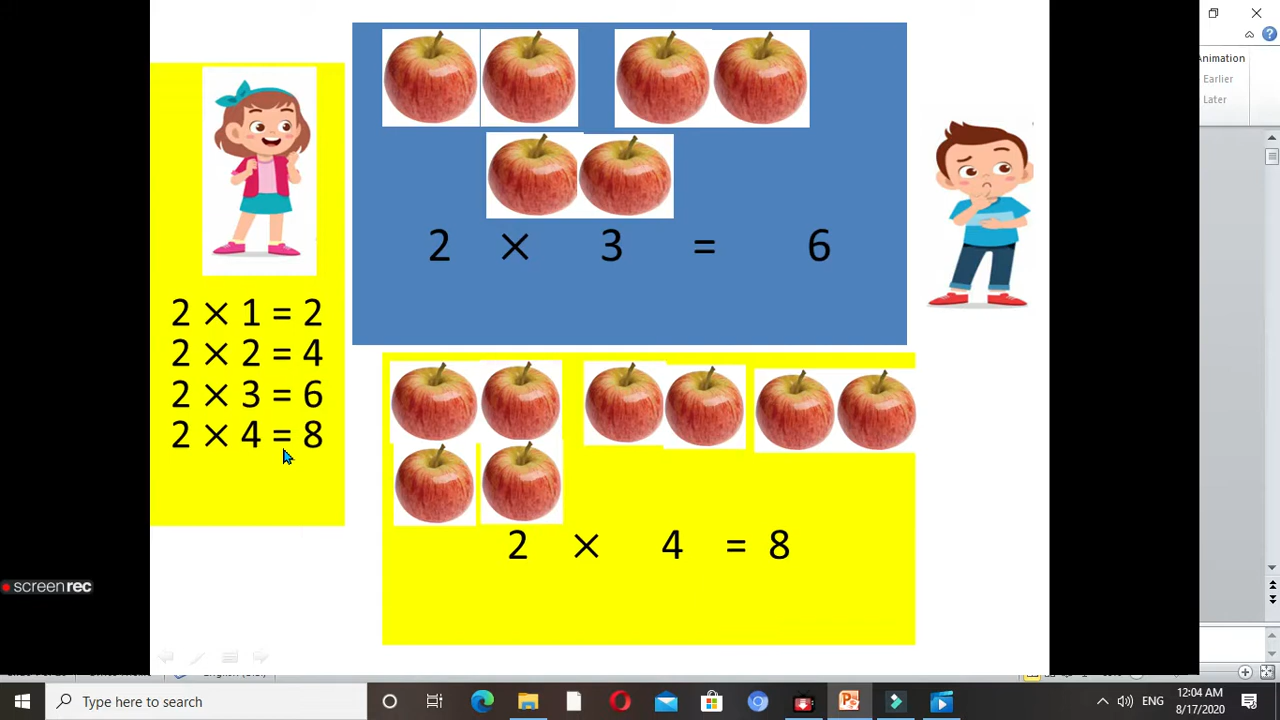 Animation
Earlier
Later
2 × 3 = 6
2 × 1 = 2
2 × 2 = 4
2 × 3 = 6
2 × 4 = 8
2 × 4 = 8
screenrec
Type here to search
ENG
12:04 AM
8/17/2020